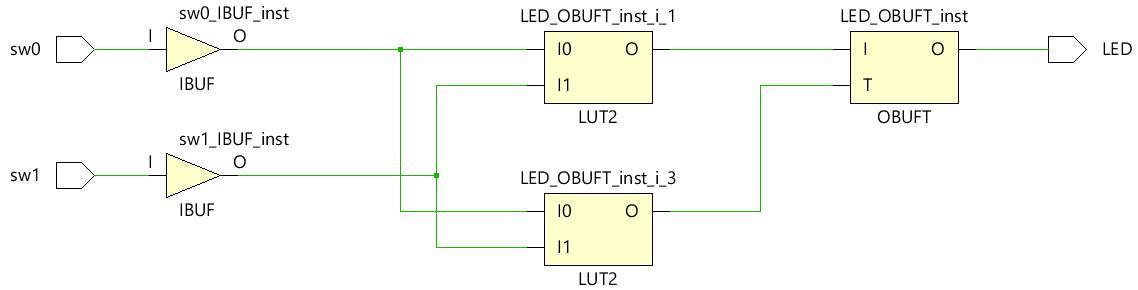 sw0_IBUF_inst
LED_OBUFT_inst_i_1
LED_OBUFT_inst
sw0
I
O
I0
O
I
O
LED
IBUF
I1
T
LUT2
OBUFT
sw1_IBUF_inst
sw1
I
O
LED_OBUFT_inst_i_3
IBUF
I0
O
I1
LUT2